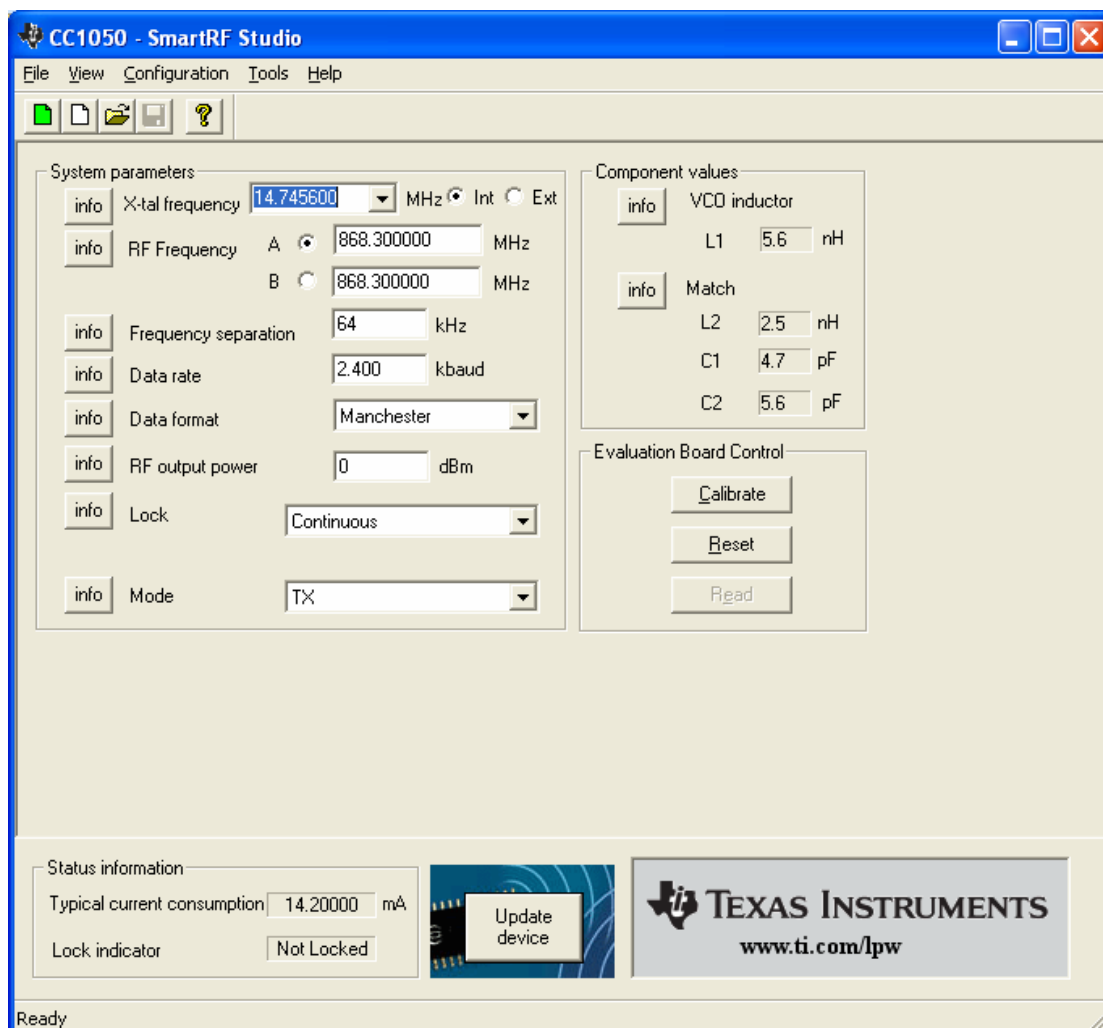 CC1050 - SmartRF Studio
File View Configuration Tools Help
System parameters
info X-tal frequency 14.745600 MHz Int Ext
info RF Frequency A 868.300000 MHz
B 868.300000 MHz
info Frequency separation 64 kHz
info Data rate 2.400 kbaud
info Data format Manchester
info RF output power 0 dBm
info Lock Continuous
info Mode TX
Component values
info VCO inductor
L1 5.6 nH
info Match
L2 2.5 nH
C1 4.7 pF
C2 5.6 pF
Evaluation Board Control
Calibrate
Reset
Read
Status information
Typical current consumption 14.20000 mA
Lock indicator Not Locked
Update
device
TEXAS INSTRUMENTS
www.ti.com/lpw
Ready